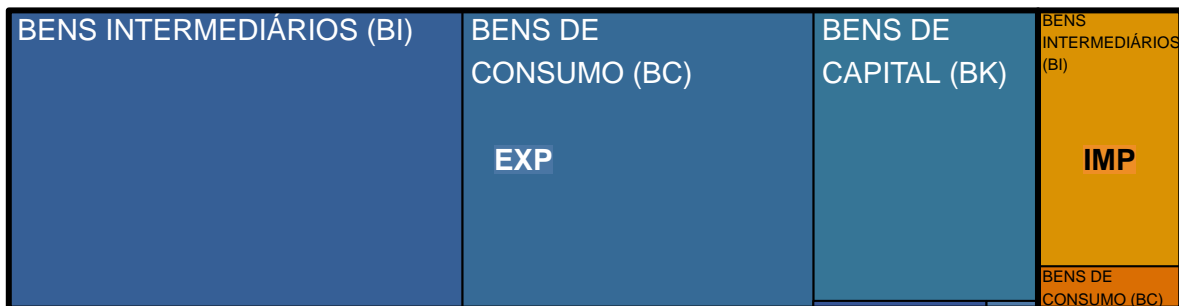 BENS INTERMEDIÁRIOS (BI)
BENS DE
CONSUMO (BC)
BENS DE
CAPITAL (BK)
BENS
INTERMEDIÁRIOS
(BI)
EXP
IMP
BENS DE
CONSUMO (BC)